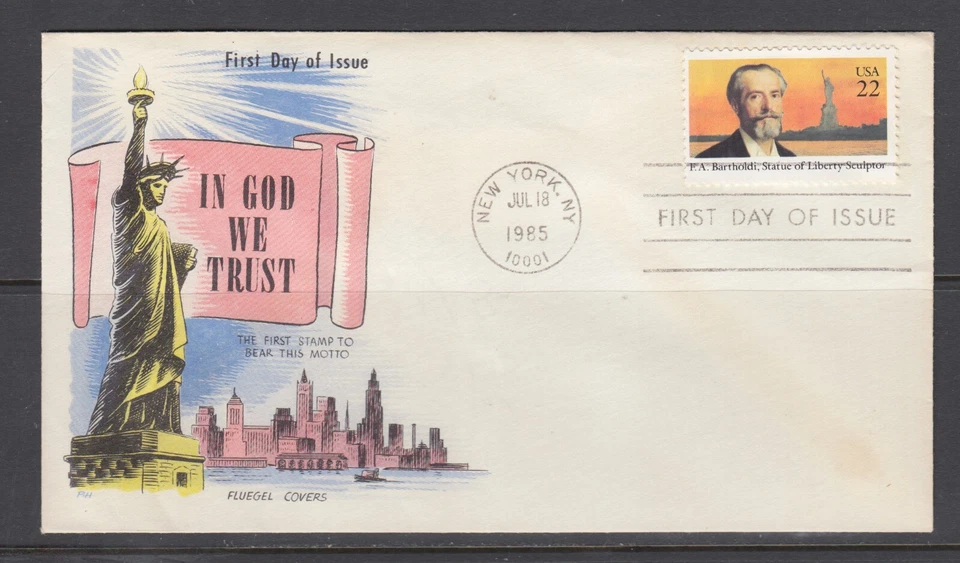 First Day of Issue
IN GOD
WE
TRUST
THE FIRST STAMP TO
BEAR THIS MOTTO
FLUEGEL COVERS
NEW YORK, NY
JUL 18
1985
10001
USA
22
F.A. Bartholdi, Statue of Liberty Sculptor
FIRST DAY OF ISSUE